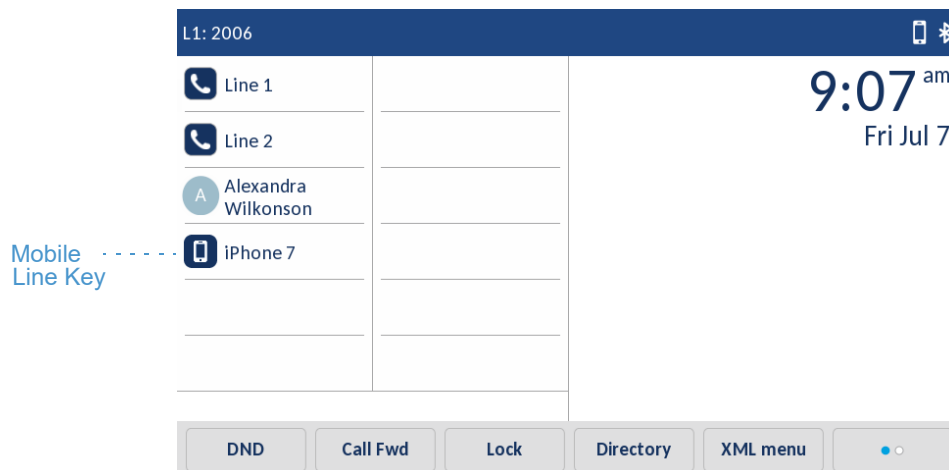 L1: 2006
9:07 am
Fri Jul 7
Line 1
Line 2
A
Alexandra
Wilkonson
iPhone 7
Mobile
Line Key
DND
Call Fwd
Lock
Directory
XML menu